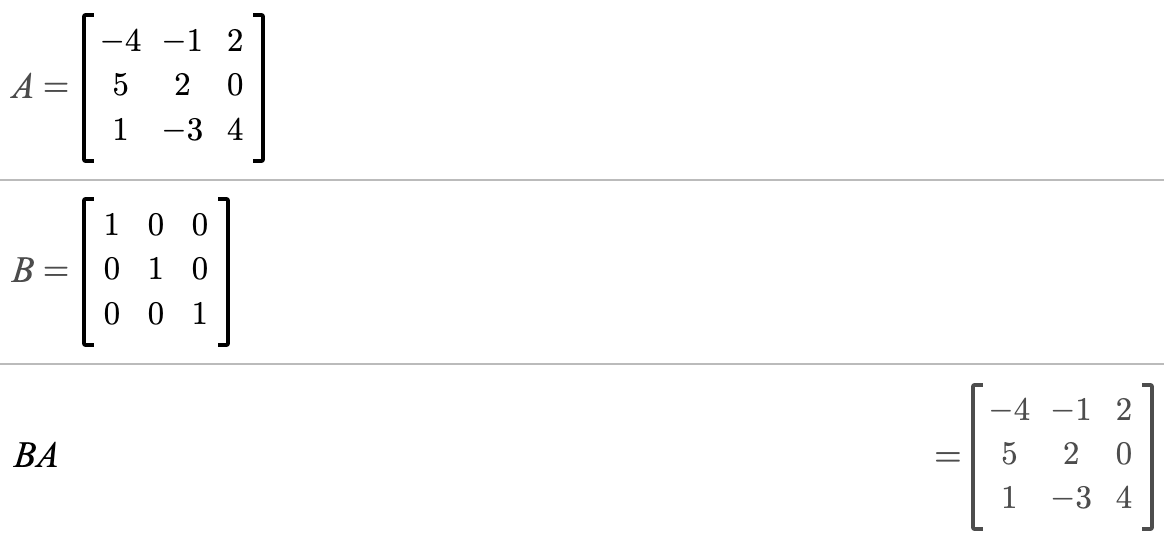 A = [ −4 −1 2
5 2 0
1 −3 4 ]
B = [ 1 0 0
0 1 0
0 0 1 ]
BA = [ −4 −1 2
5 2 0
1 −3 4 ]